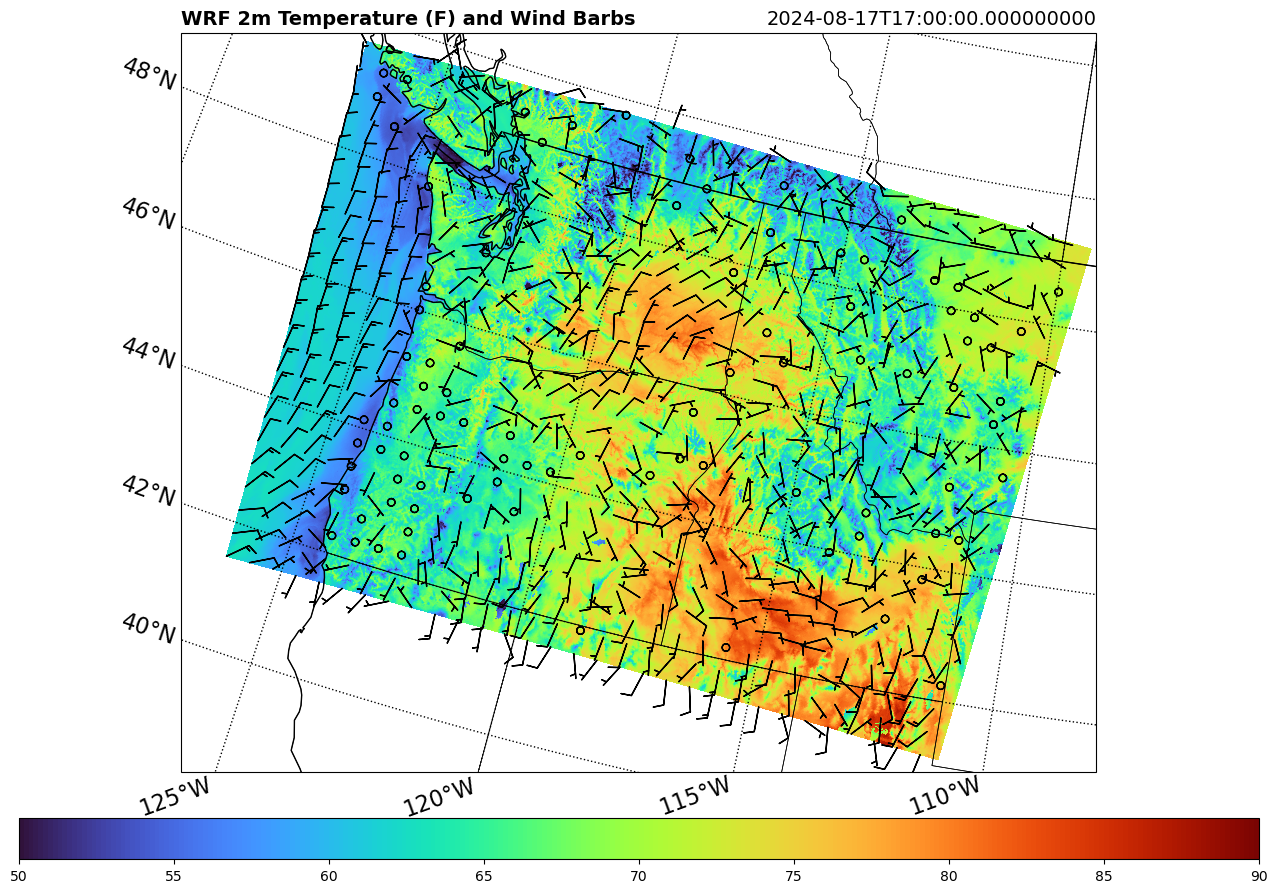 WRF 2m Temperature (F) and Wind Barbs 2024-08-17T17:00:00.000000000
48°N
46°N
44°N
42°N
40°N
125°W 120°W 115°W 110°W
50 55 60 65 70 75 80 85 90